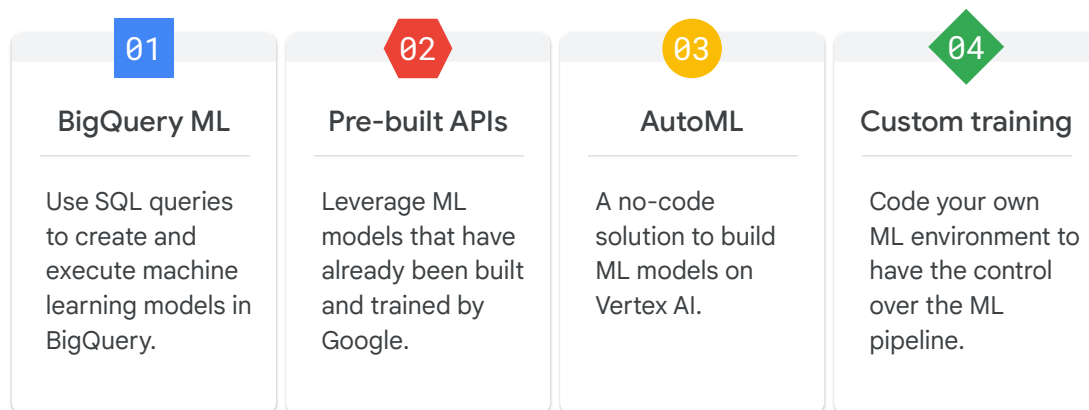 01
BigQuery ML
Use SQL queries
to create and
execute machine
learning models in
BigQuery.
02
Pre-built APIs
Leverage ML
models that have
already been built
and trained by
Google.
03
AutoML
A no-code
solution to build
ML models on
Vertex AI.
04
Custom training
Code your own
ML environment to
have the control
over the ML
pipeline.